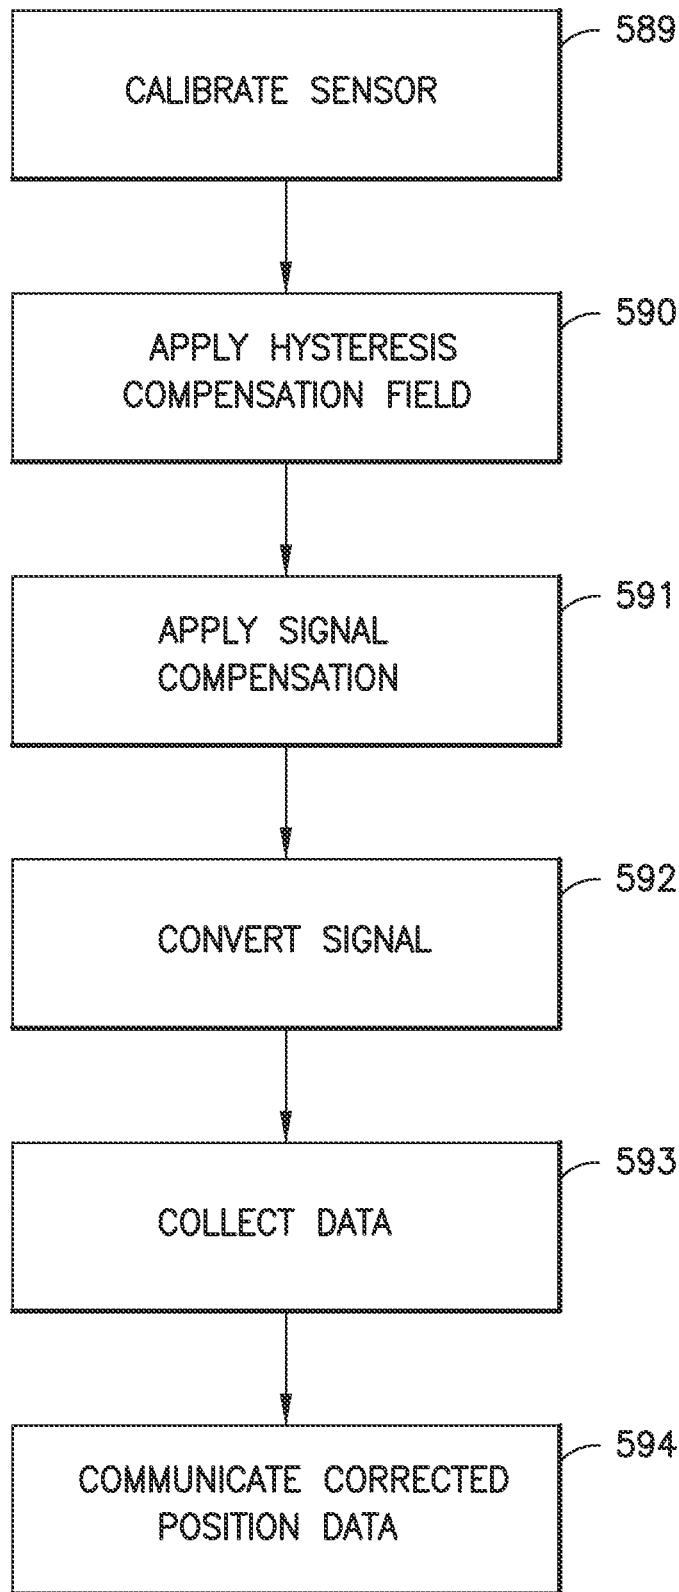 589
CALIBRATE SENSOR
590
APPLY HYSTERESIS
COMPENSATION FIELD
591
APPLY SIGNAL
COMPENSATION
592
CONVERT SIGNAL
593
COLLECT DATA
594
COMMUNICATE CORRECTED
POSITION DATA